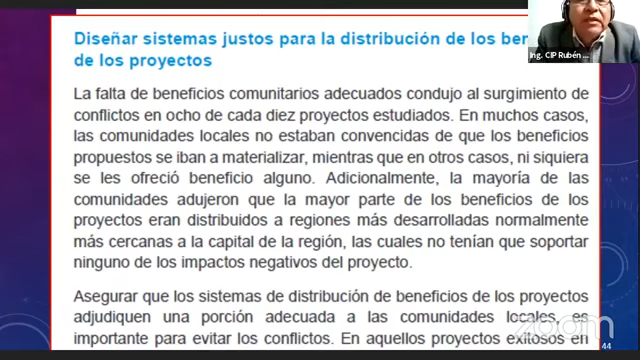 Diseñar sistemas justos para la distribución de los
de los proyectos
La falta de beneficios comunitarios adecuados condujo al surgimiento de
conflictos en ocho de cada diez proyectos estudiados. En muchos casos,
las comunidades locales no estaban convencidas de que los beneficios
propuestos se iban a materializar, mientras que en otros casos, ni siquiera
se les ofreció beneficio alguno. Adicionalmente, la mayoría de las
comunidades adujeron que la mayor parte de los beneficios de los
proyectos eran distribuidos a regiones más desarrolladas normalmente
más cercanas a la capital de la región, las cuales no tenían que soportar
ninguno de los impactos negativos del proyecto.
Asegurar que los sistemas de distribución de beneficios de los proyectos
adjudiquen una porción adecuada a las comunidades locales, es
importante para evitar los conflictos. En aquellos proyectos exitosos en
Ing. CIP Rubén ...
zoom
44